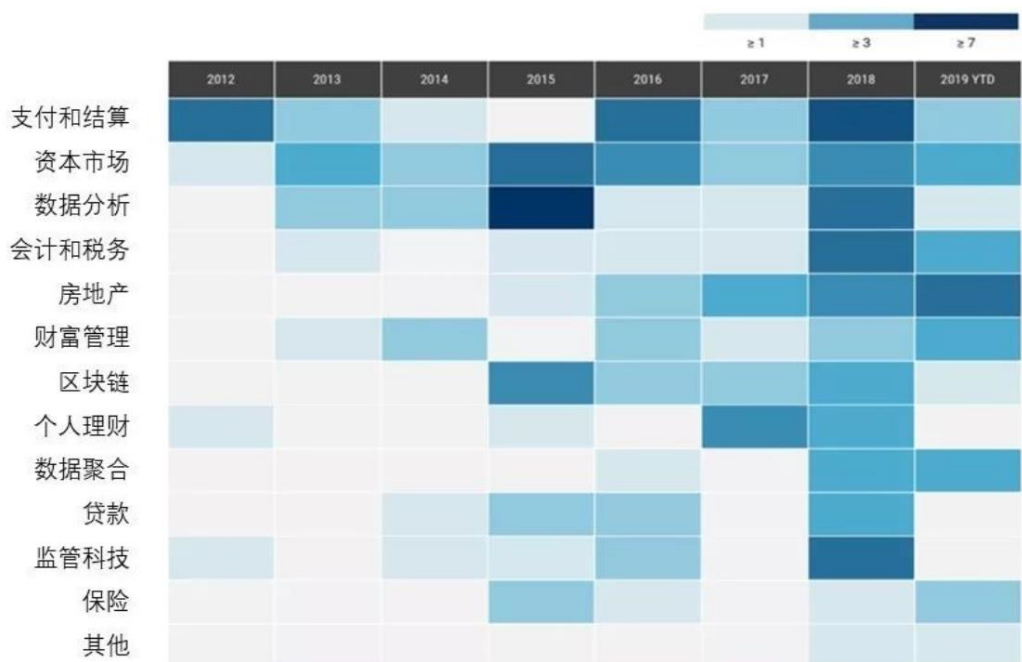 ≥ 1 ≥ 3 ≥ 7
2012 2013 2014 2015 2016 2017 2018 2019 YTD
支付和结算
资本市场
数据分析
会计和税务
房地产
财富管理
区块链
个人理财
数据聚合
贷款
监管科技
保险
其他